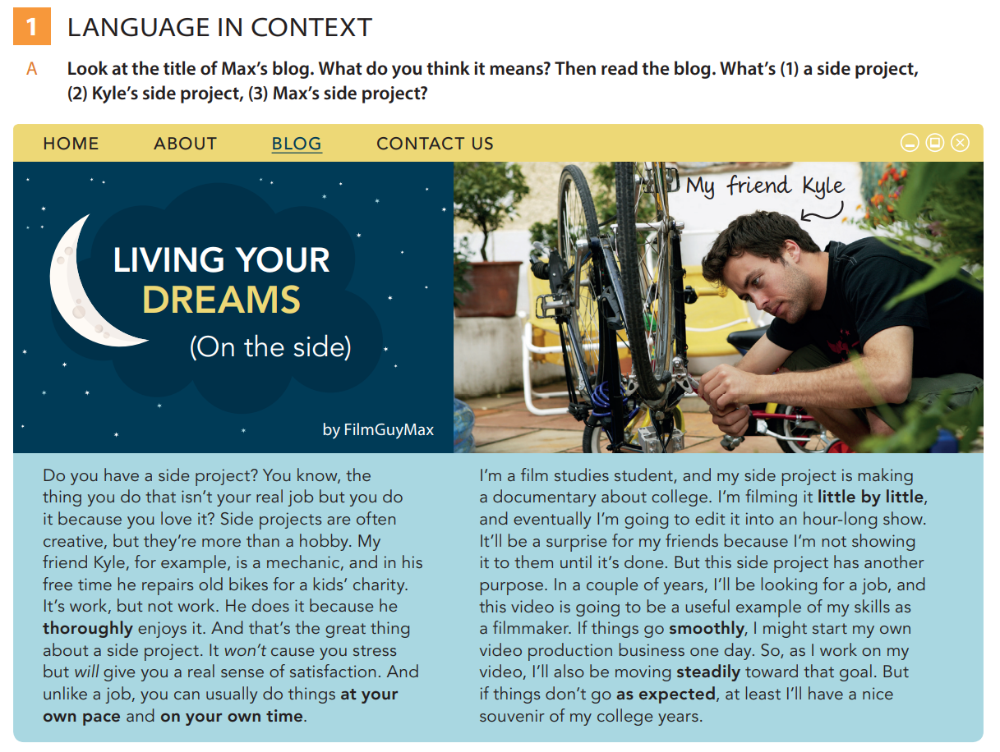 1 LANGUAGE IN CONTEXT
A Look at the title of Max’s blog. What do you think it means? Then read the blog. What’s (1) a side project,
(2) Kyle’s side project, (3) Max’s side project?
HOME ABOUT BLOG CONTACT US
LIVING YOUR
DREAMS
(On the side)
by FilmGuyMax
My friend Kyle
Do you have a side project? You know, the
thing you do that isn’t your real job but you do
it because you love it? Side projects are often
creative, but they’re more than a hobby. My
friend Kyle, for example, is a mechanic, and in his
free time he repairs old bikes for a kids’ charity.
It’s work, but not work. He does it because he
thoroughly enjoys it. And that’s the great thing
about a side project. It won’t cause you stress
but will give you a real sense of satisfaction. And
unlike a job, you can usually do things at your
own pace and on your own time.
I’m a film studies student, and my side project is making
a documentary about college. I’m filming it little by little,
and eventually I’m going to edit it into an hour-long show.
It’ll be a surprise for my friends because I’m not showing
it to them until it’s done. But this side project has another
purpose. In a couple of years, I’ll be looking for a job, and
this video is going to be a useful example of my skills as
a filmmaker. If things go smoothly, I might start my own
video production business one day. So, as I work on my
video, I’ll also be moving steadily toward that goal. But
if things don’t go as expected, at least I’ll have a nice
souvenir of my college years.